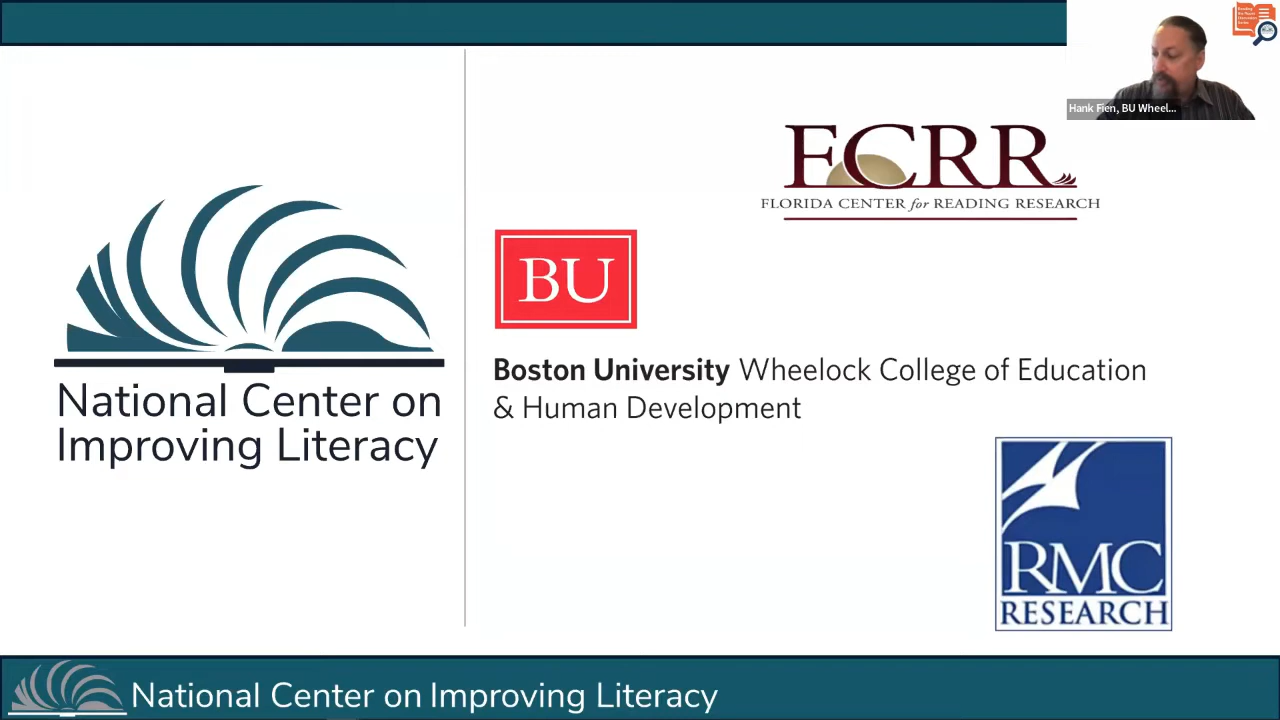 Hank Fien, BU Wheel...
FCRR
FLORIDA CENTER for READING RESEARCH
BU
Boston University Wheelock College of Education
& Human Development
National Center on
Improving Literacy
RMC
RESEARCH
National Center on Improving Literacy